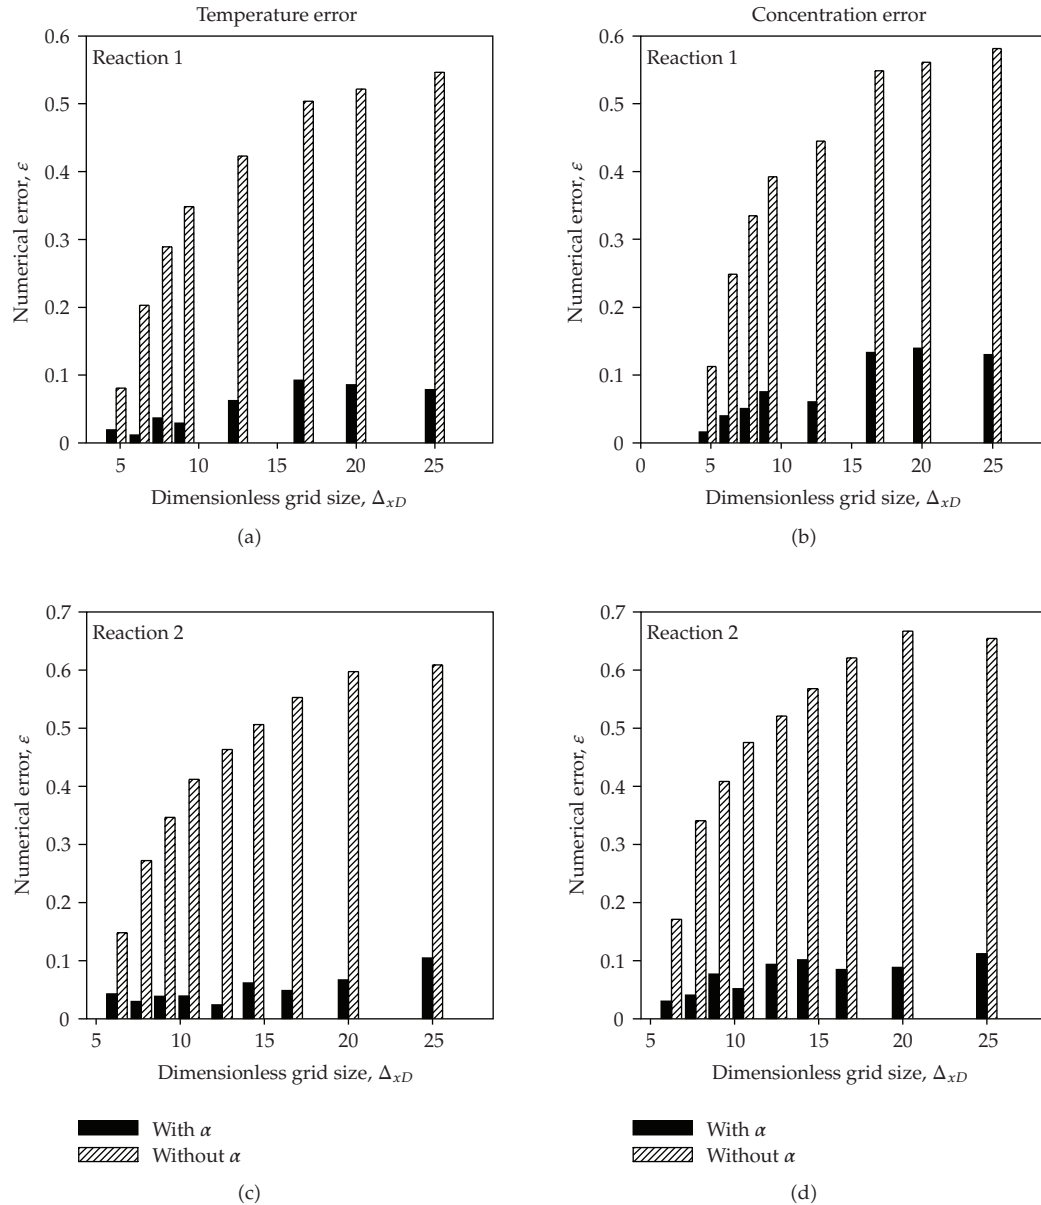 Temperature error
Reaction 1
0.6
0.5
0.4
0.3
0.2
0.1
0
Numerical error, ε
5 10 15 20 25
Dimensionless grid size, ΔxD
(a)
Concentration error
Reaction 1
0.6
0.5
0.4
0.3
0.2
0.1
0
Numerical error, ε
0 5 10 15 20 25
Dimensionless grid size, ΔxD
(b)
Reaction 2
0.7
0.6
0.5
0.4
0.3
0.2
0.1
0
Numerical error, ε
5 10 15 20 25
Dimensionless grid size, ΔxD
With α
Without α
(c)
Reaction 2
0.7
0.6
0.5
0.4
0.3
0.2
0.1
0
Numerical error, ε
5 10 15 20 25
Dimensionless grid size, ΔxD
With α
Without α
(d)